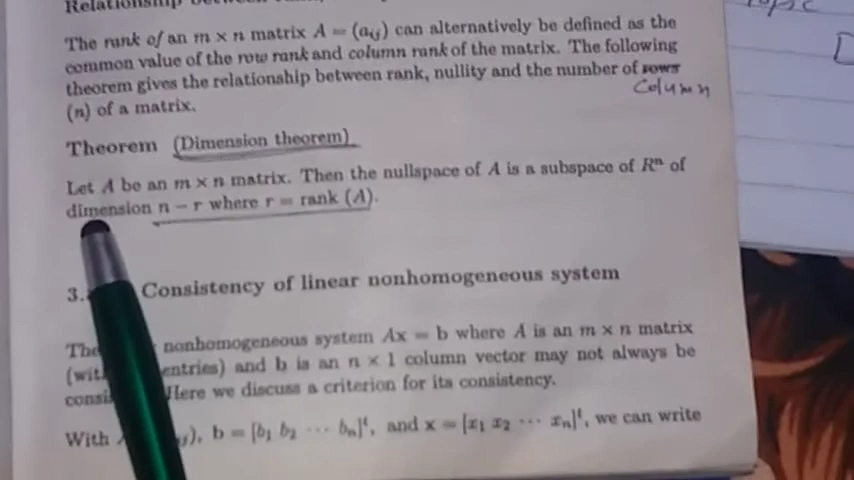 Relationship between
The rank of an m × n matrix A = (aᵢⱼ) can alternatively be defined as the
common value of the row rank and column rank of the matrix. The following
theorem gives the relationship between rank, nullity and the number of rows
column
(n) of a matrix.
Theorem (Dimension theorem)
Let A be an m × n matrix. Then the nullspace of A is a subspace of Rⁿ of
dimension n − r where r = rank (A).
3. Consistency of linear nonhomogeneous system
The nonhomogeneous system Ax = b where A is an m × n matrix
(with entries) and b is an n × 1 column vector may not always be
Here we discuss a criterion for its consistency.
With b = [b₁ b₂ ⋯ bₙ]ᵗ, and x = [x₁ x₂ ⋯ xₙ]ᵗ, we can write